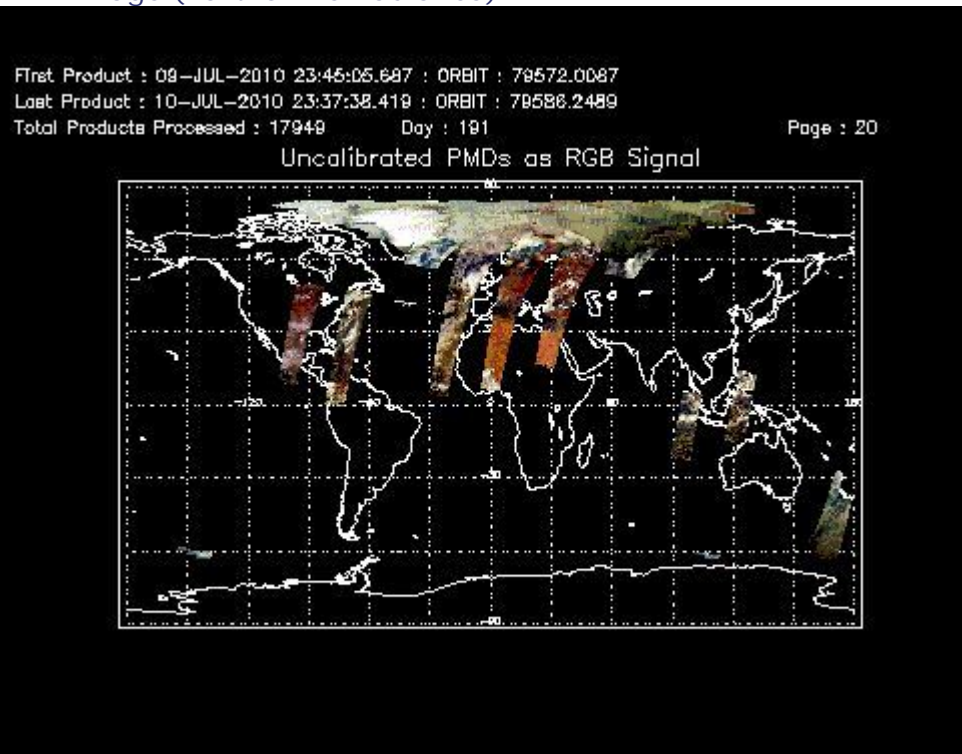 First Product : 09-JUL-2010 23:45:05.687 : ORBIT : 79572.0087
Last Product : 10-JUL-2010 23:37:38.419 : ORBIT : 79586.2489
Total Products Processed : 17949 Day : 191 Page : 20
Uncalibrated PMDs as RGB Signal
-120
180
-90